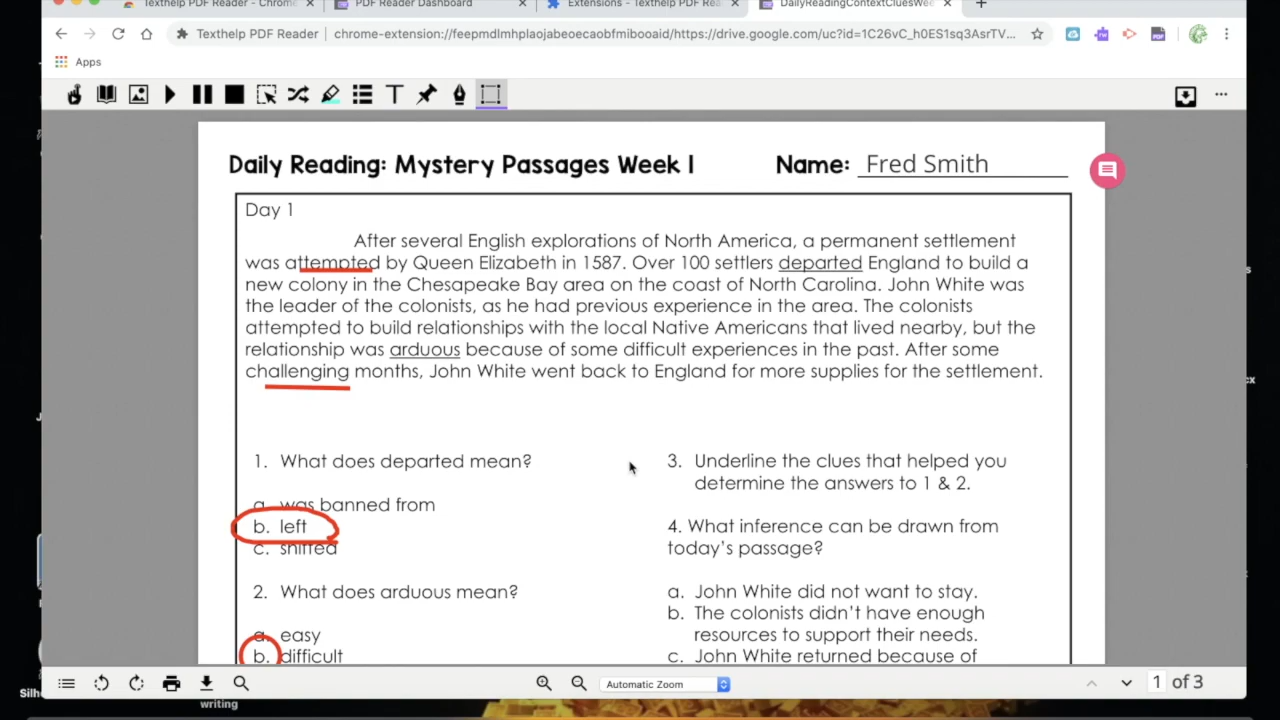 Texthelp PDF Reader - Chrome
PDF Reader Dashboard
Extensions - Texthelp PDF Rea
DailyReadingContextCluesWee
Texthelp PDF Reader
chrome-extension://feepmdlmhplaojabeoecaobfmibooaid/https://drive.google.com/uc?id=1C26vC_h0ES1sq3AsrTV...
Apps
Daily Reading: Mystery Passages Week 1 Name: Fred Smith
Day 1
After several English explorations of North America, a permanent settlement
was attempted by Queen Elizabeth in 1587. Over 100 settlers departed England to build a
new colony in the Chesapeake Bay area on the coast of North Carolina. John White was
the leader of the colonists, as he had previous experience in the area. The colonists
attempted to build relationships with the local Native Americans that lived nearby, but the
relationship was arduous because of some difficult experiences in the past. After some
challenging months, John White went back to England for more supplies for the settlement.
1. What does departed mean?
a. was banned from
b. left
c. shifted
2. What does arduous mean?
a. easy
b. difficult
3. Underline the clues that helped you
determine the answers to 1 & 2.
4. What inference can be drawn from
today's passage?
a. John White did not want to stay.
b. The colonists didn't have enough
resources to support their needs.
c. John White returned because of
Automatic Zoom
1 of 3
writing